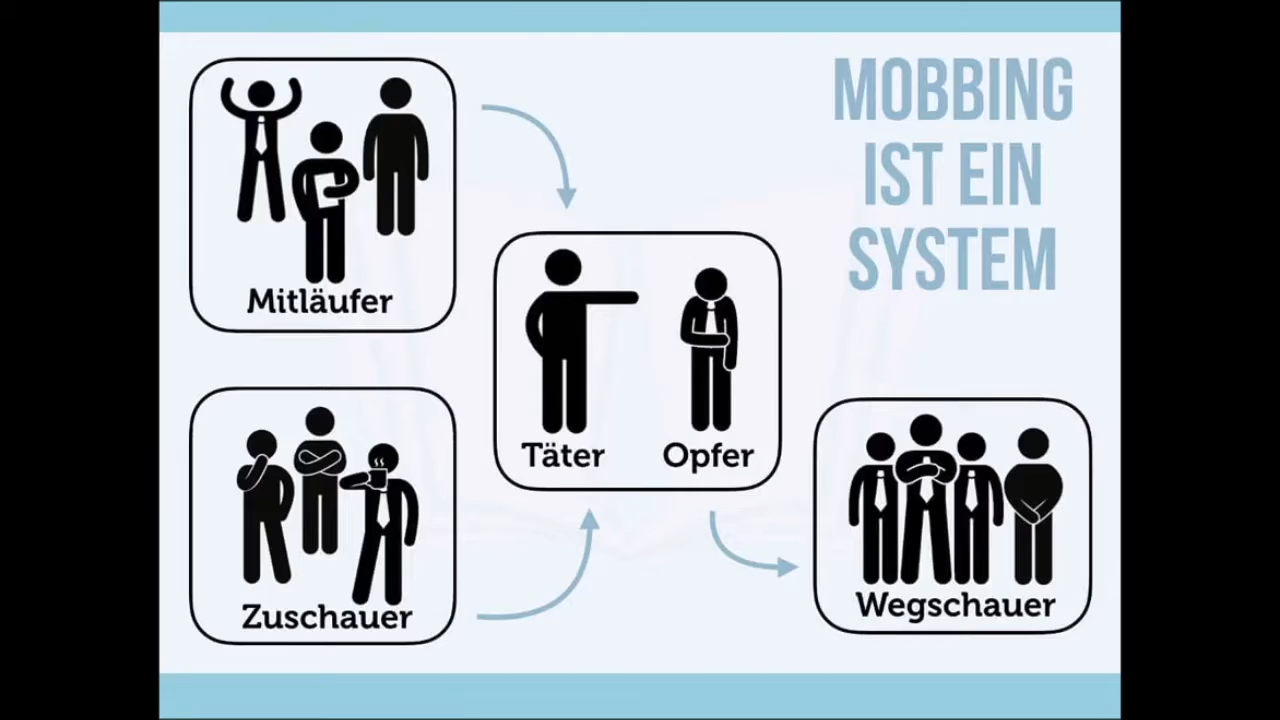 MOBBING
IST EIN
SYSTEM
Mitläufer
Täter
Opfer
Zuschauer
Wegschauer